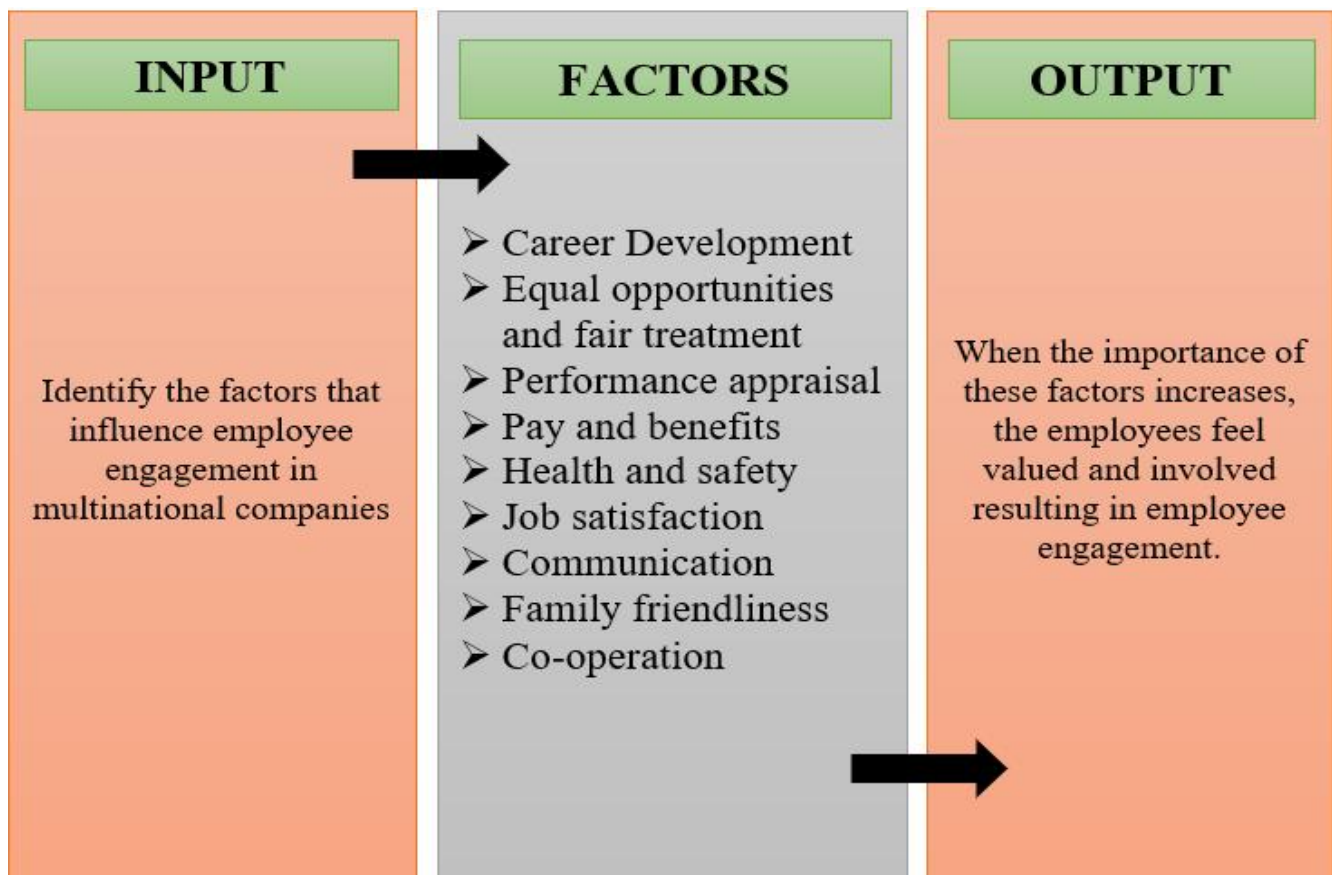 INPUT
Identify the factors that
influence employee
engagement in
multinational companies
FACTORS
➢ Career Development
➢ Equal opportunities
and fair treatment
➢ Performance appraisal
➢ Pay and benefits
➢ Health and safety
➢ Job satisfaction
➢ Communication
➢ Family friendliness
➢ Co-operation
OUTPUT
When the importance of
these factors increases,
the employees feel
valued and involved
resulting in employee
engagement.